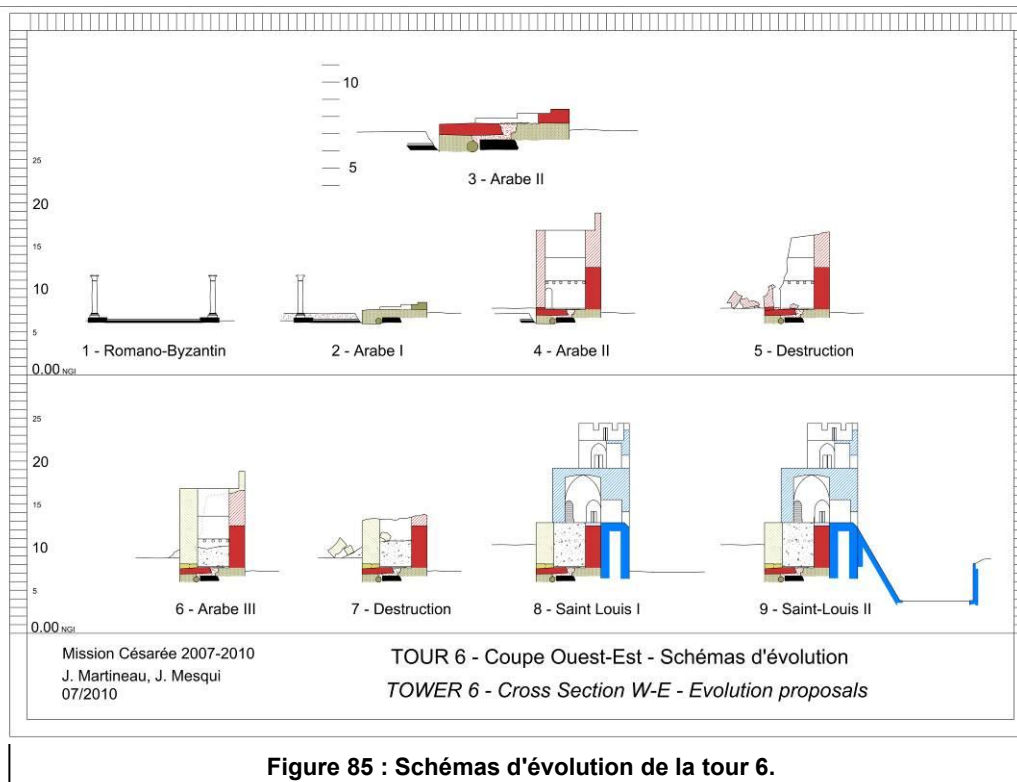 10
5
3 - Arabe II
25
20
15
10
5
0.00 NGI
1 - Romano-Byzantin
2 - Arabe I
4 - Arabe II
5 - Destruction
25
20
15
10
5
0.00 NGI
6 - Arabe III
7 - Destruction
8 - Saint Louis I
9 - Saint-Louis II
Mission Césarée 2007-2010
J. Martineau, J. Mesqui
07/2010
TOUR 6 - Coupe Ouest-Est - Schémas d'évolution
TOWER 6 - Cross Section W-E - Evolution proposals
Figure 85 : Schémas d'évolution de la tour 6.